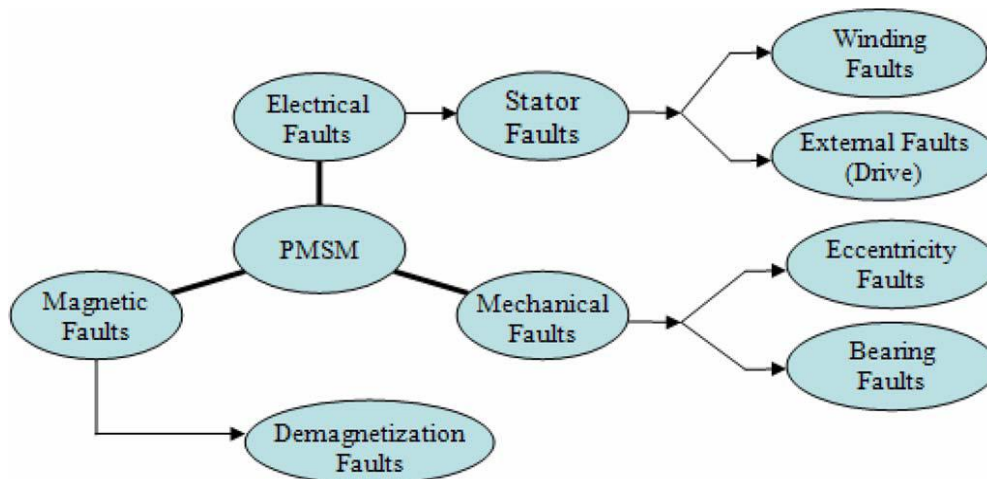 Winding
Faults
Electrical
Faults
Stator
Faults
External Faults
(Drive)
PMSM
Eccentricity
Faults
Magnetic
Faults
Mechanical
Faults
Bearing
Faults
Demagnetization
Faults